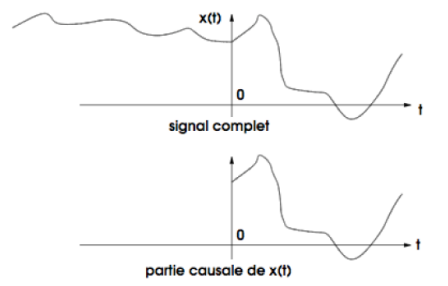 x(t)
0
t
signal complet
0
t
partie causale de x(t)